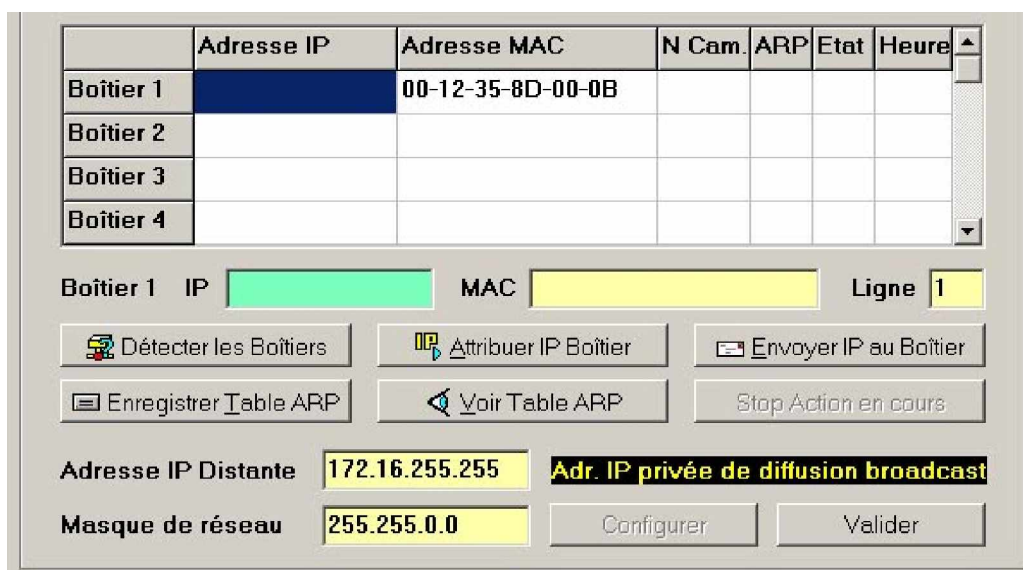 Adresse IP Adresse MAC N Cam. ARP Etat Heure
Boîtier 1 00-12-35-8D-00-0B
Boîtier 2
Boîtier 3
Boîtier 4
Boîtier 1 IP MAC Ligne 1
Détecter les Boîtiers Attribuer IP Boîtier Envoyer IP au Boîtier
Enregistrer Table ARP Voir Table ARP Stop Action en cours
Adresse IP Distante 172.16.255.255 Adr. IP privée de diffusion broadcast
Masque de réseau 255.255.0.0 Configurer Valider